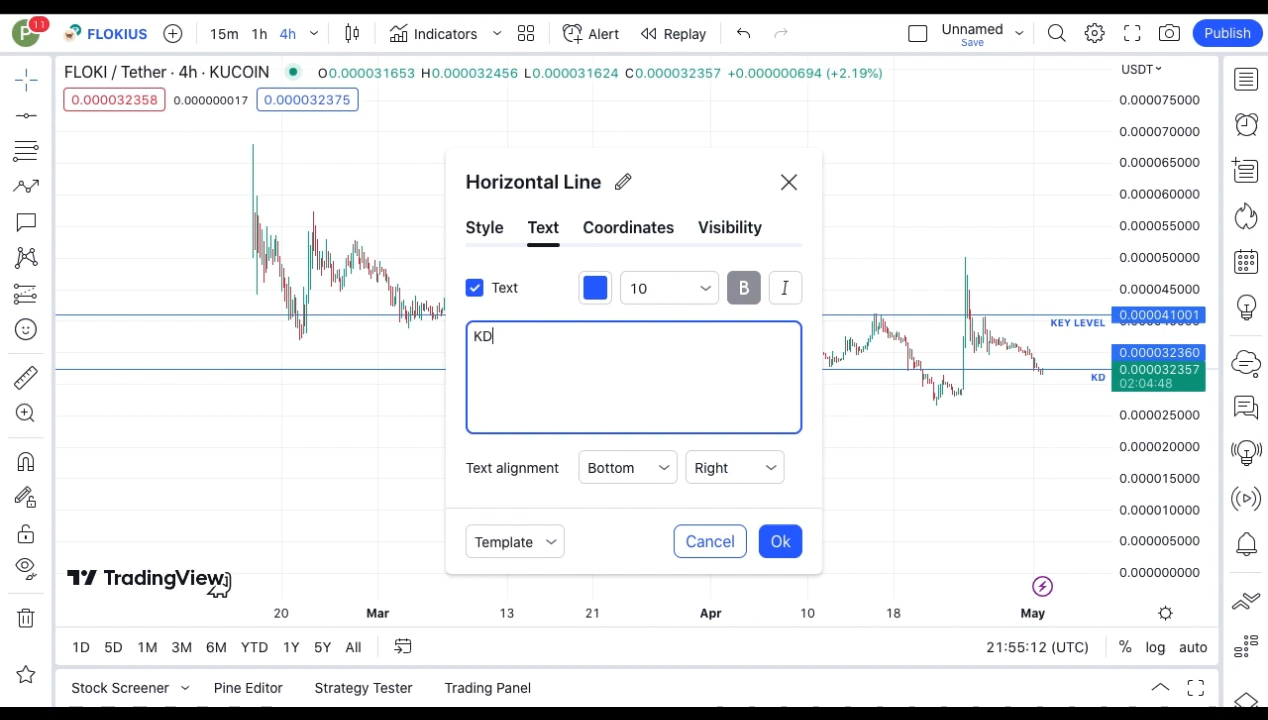 P
11
FLOKIUS
15m 1h 4h
Indicators
Alert
Replay
Unnamed
Save
Publish
FLOKI / Tether · 4h · KUCOIN
O0.000031653 H0.000032456 L0.000031624 C0.000032357 +0.000000694 (+2.19%)
USDT
0.000032358 0.000000017 0.000032375
0.000075000
0.000070000
0.000065000
0.000060000
0.000055000
0.000050000
0.000045000
0.000041001
KEY LEVEL
0.000032360
0.000032357
KD
02:04:48
0.000025000
0.000020000
0.000015000
0.000010000
0.000005000
0.000000000
Horizontal Line
Style Text Coordinates Visibility
Text
10
B
I
KD
Text alignment Bottom Right
Template
Cancel
Ok
TradingView
20 Mar 13 21 Apr 10 18 May
1D 5D 1M 3M 6M YTD 1Y 5Y All
21:55:12 (UTC) % log auto
Stock Screener Pine Editor Strategy Tester Trading Panel